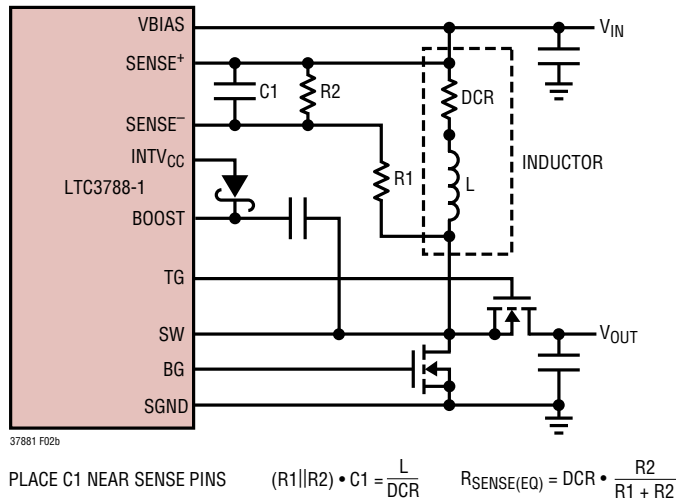 VBIAS
V_IN
SENSE⁺
C1
R2
DCR
SENSE⁻
INTV_CC
INDUCTOR
LTC3788-1
R1
L
BOOST
TG
SW
V_OUT
BG
SGND
37881 F02b
PLACE C1 NEAR SENSE PINS (R1||R2) • C1 = L/DCR R_SENSE(EQ) = DCR • R2/(R1 + R2)